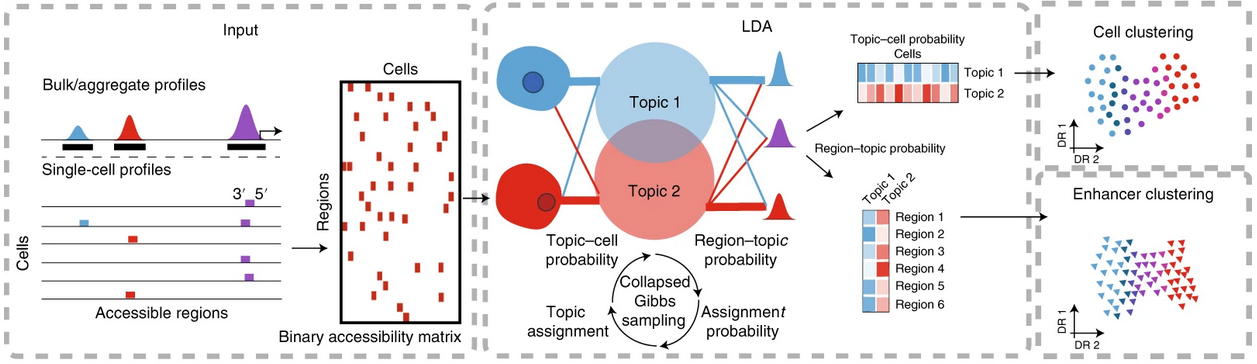 Input
Bulk/aggregate profiles
Single-cell profiles
3′ 5′
Cells
Accessible regions
Cells
Regions
Binary accessibility matrix
LDA
Topic 1
Topic 2
Topic–cell
probability
Region–topic
probability
Collapsed
Gibbs
sampling
Topic
assignment
Assignment
probability
Topic–cell probability
Cells
Topic 1
Topic 2
Region–topic probability
Topic 1
Topic 2
Region 1
Region 2
Region 3
Region 4
Region 5
Region 6
Cell clustering
DR 1
DR 2
Enhancer clustering
DR 1
DR 2